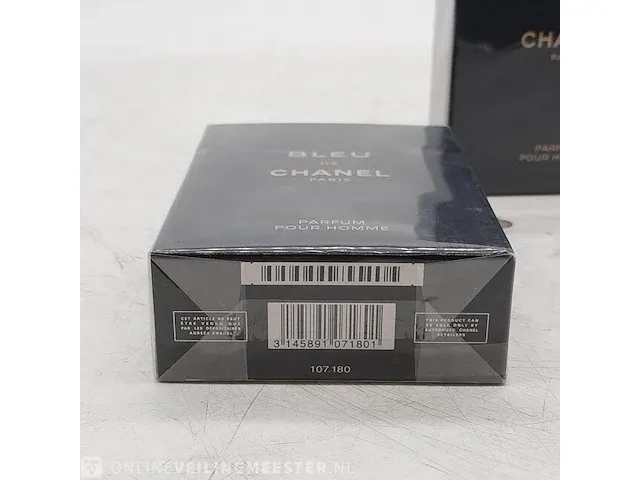 CHA
PARF
POUR H
BLEU
DE
CHANEL
PARIS
PARFUM
POUR HOMME
CET ARTICLE NE PEUT
ÊTRE VENDU QUE
PAR LES DÉPOSITAIRES
AGRÉÉS CHANEL
THIS PRODUCT CAN
BE SOLD ONLY BY
AUTHORIZED CHANEL
RETAILERS
3 145891 071801
107.180
ONLINEVEILINGMEESTER.NL